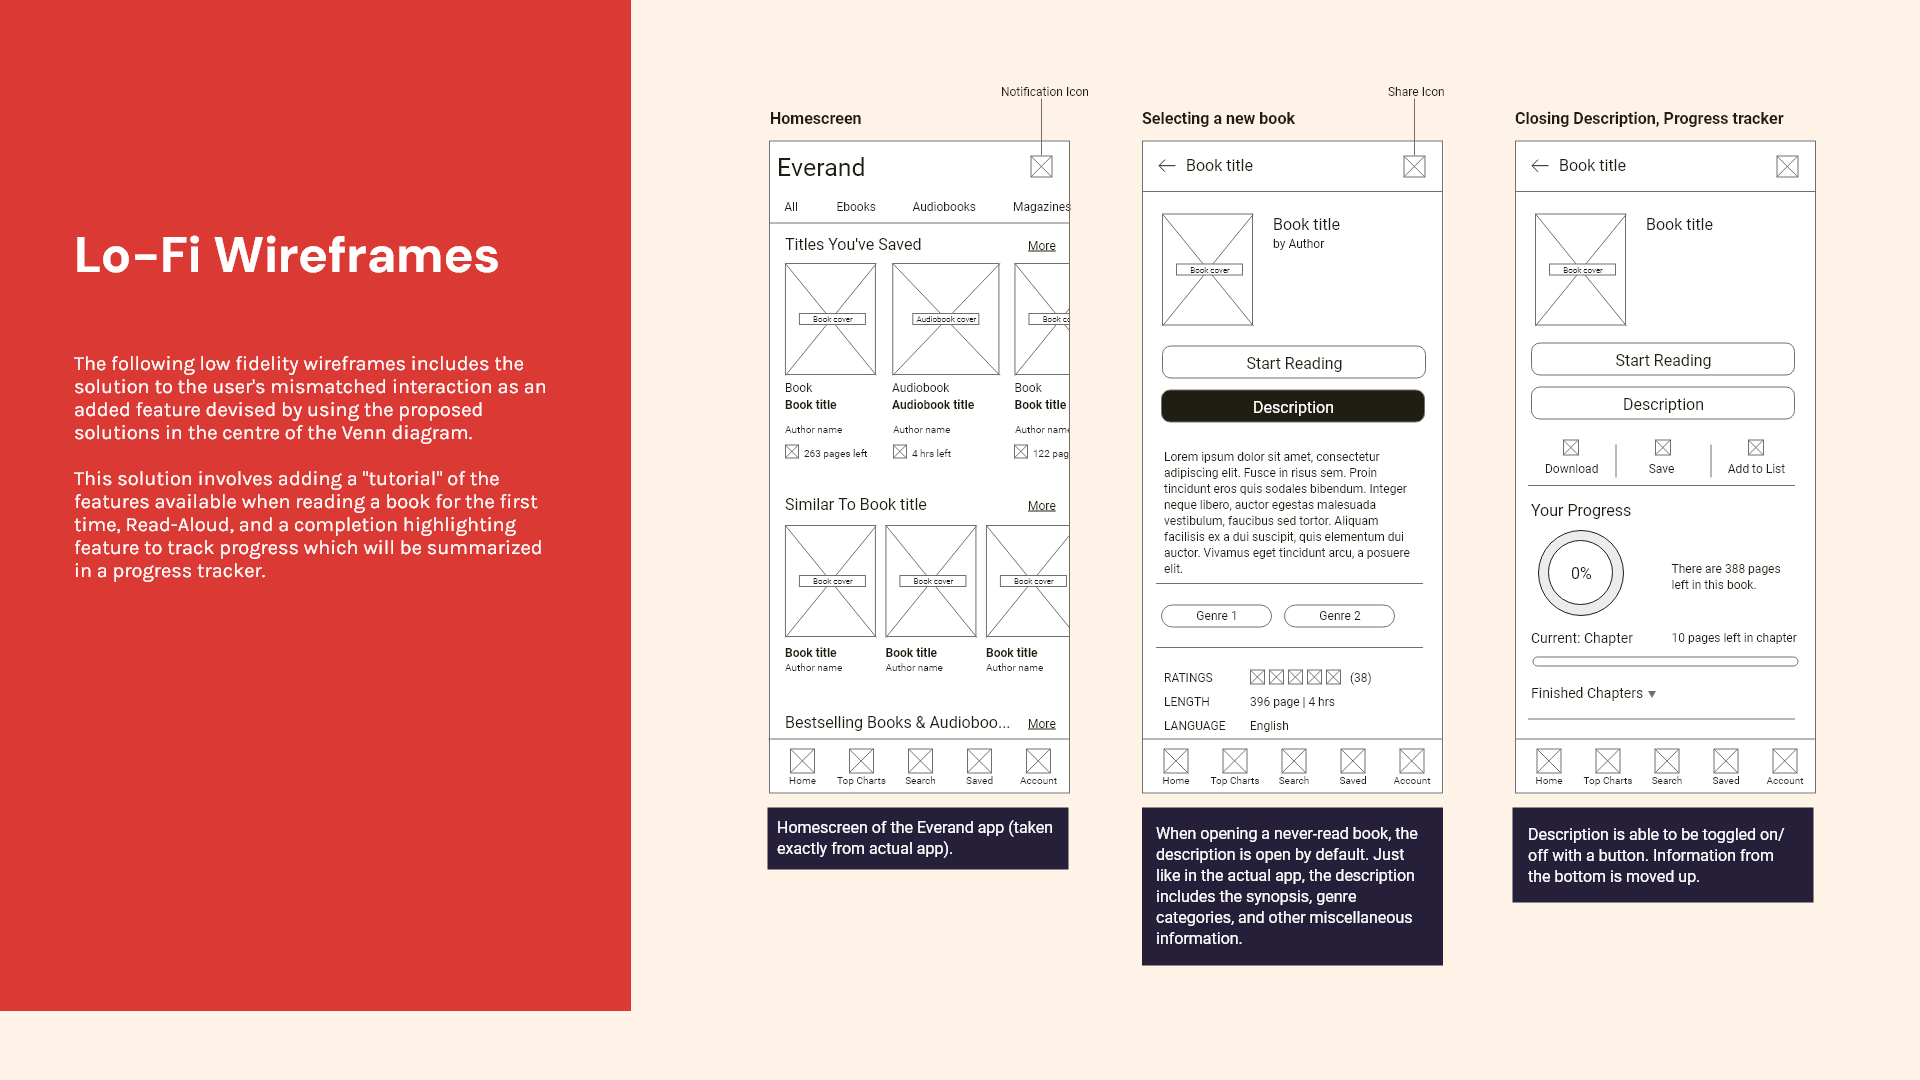 Lo-Fi Wireframes
The following low fidelity wireframes includes the
solution to the user's mismatched interaction as an
added feature devised by using the proposed
solutions in the centre of the Venn diagram.
This solution involves adding a "tutorial" of the
features available when reading a book for the first
time, Read-Aloud, and a completion highlighting
feature to track progress which will be summarized
in a progress tracker.
Notification Icon
Homescreen
Everand
All Ebooks Audiobooks Magazines
Titles You've Saved More
Book cover Audiobook cover Book co
Book Audiobook Book
Book title Audiobook title Book title
Author name Author name Author name
263 pages left 4 hrs left 122 pag
Similar To Book title More
Book cover Book cover Book cover
Book title Book title Book title
Author name Author name Author name
Bestselling Books & Audioboo... More
Home Top Charts Search Saved Account
Homescreen of the Everand app (taken
exactly from actual app).
Share Icon
Selecting a new book
Book title
Book title
by Author
Book cover
Start Reading
Description
Lorem ipsum dolor sit amet, consectetur
adipiscing elit. Fusce in risus sem. Proin
tincidunt eros quis sodales bibendum. Integer
neque libero, auctor egestas malesuada
vestibulum, faucibus sed tortor. Aliquam
facilisis ex a dui suscipit, quis elementum dui
auctor. Vivamus eget tincidunt arcu, a posuere
elit.
Genre 1 Genre 2
RATINGS (38)
LENGTH 396 page | 4 hrs
LANGUAGE English
Home Top Charts Search Saved Account
When opening a never-read book, the
description is open by default. Just
like in the actual app, the description
includes the synopsis, genre
categories, and other miscellaneous
information.
Closing Description, Progress tracker
Book title
Book title
Book cover
Start Reading
Description
Download Save Add to List
Your Progress
0%
There are 388 pages
left in this book.
Current: Chapter 10 pages left in chapter
Finished Chapters
Home Top Charts Search Saved Account
Description is able to be toggled on/
off with a button. Information from
the bottom is moved up.